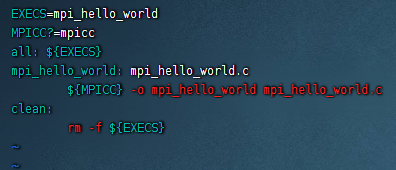 EXECS=mpi_hello_world
MPICC?=mpicc
all: ${EXECS}
mpi_hello_world: mpi_hello_world.c
        ${MPICC} -o mpi_hello_world mpi_hello_world.c
clean:
        rm -f ${EXECS}
~
~